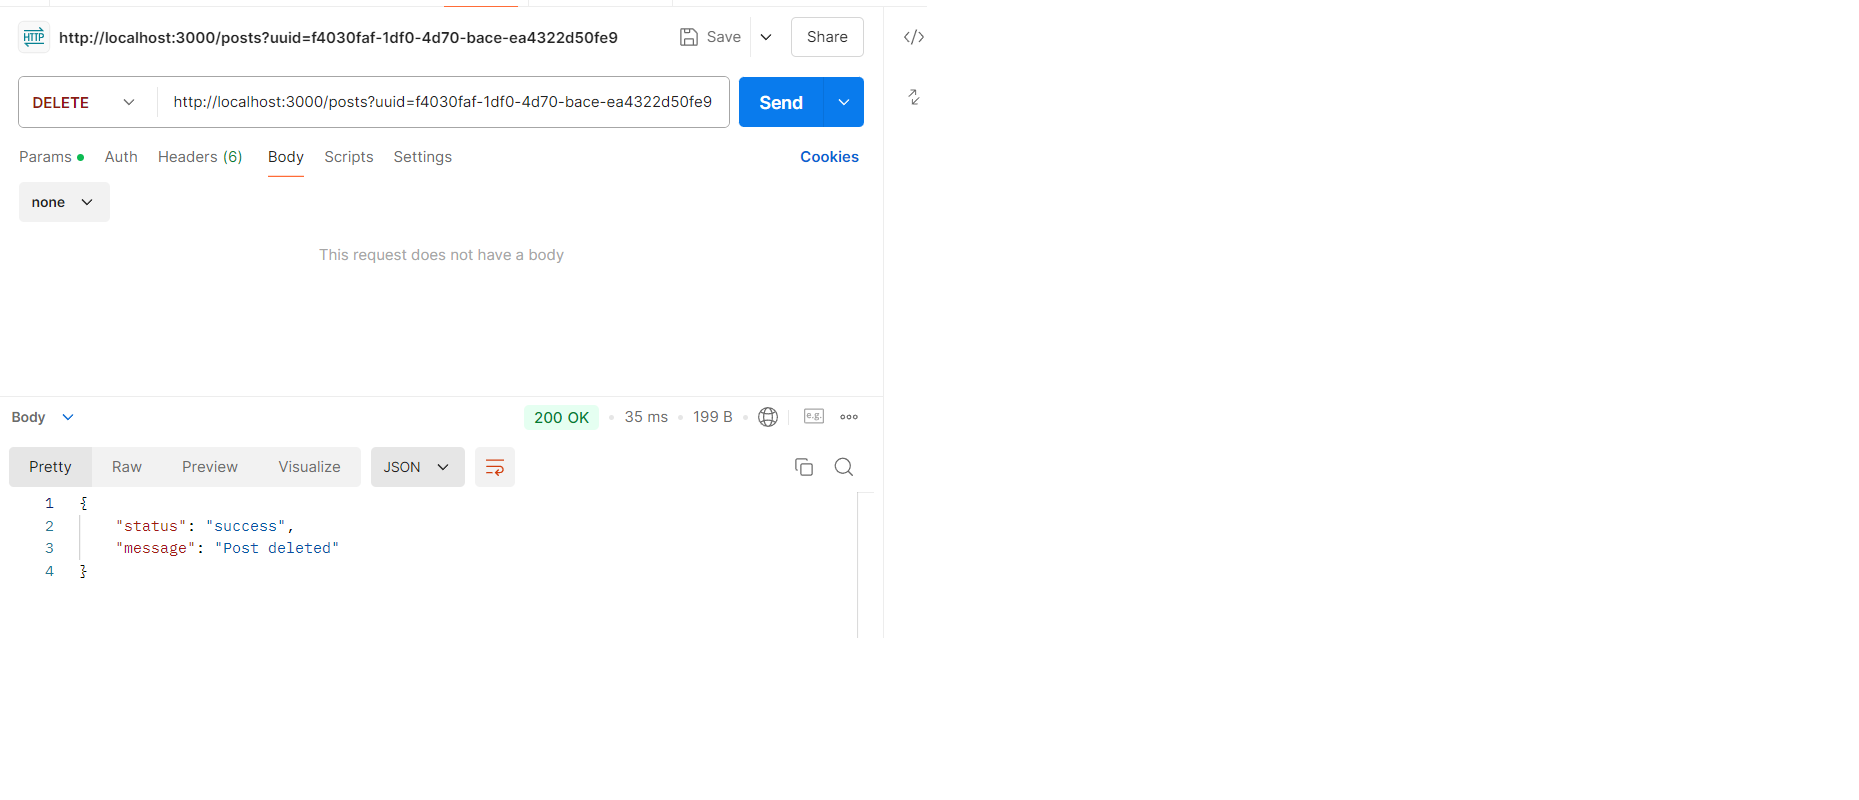 HTTP http://localhost:3000/posts?uuid=f4030faf-1df0-4d70-bace-ea4322d50fe9 Save Share
DELETE http://localhost:3000/posts?uuid=f4030faf-1df0-4d70-bace-ea4322d50fe9 Send
Params Auth Headers (6) Body Scripts Settings Cookies
none
This request does not have a body
Body 200 OK 35 ms 199 B e.g.
Pretty Raw Preview Visualize JSON
1 {
2 "status": "success",
3 "message": "Post deleted"
4 }